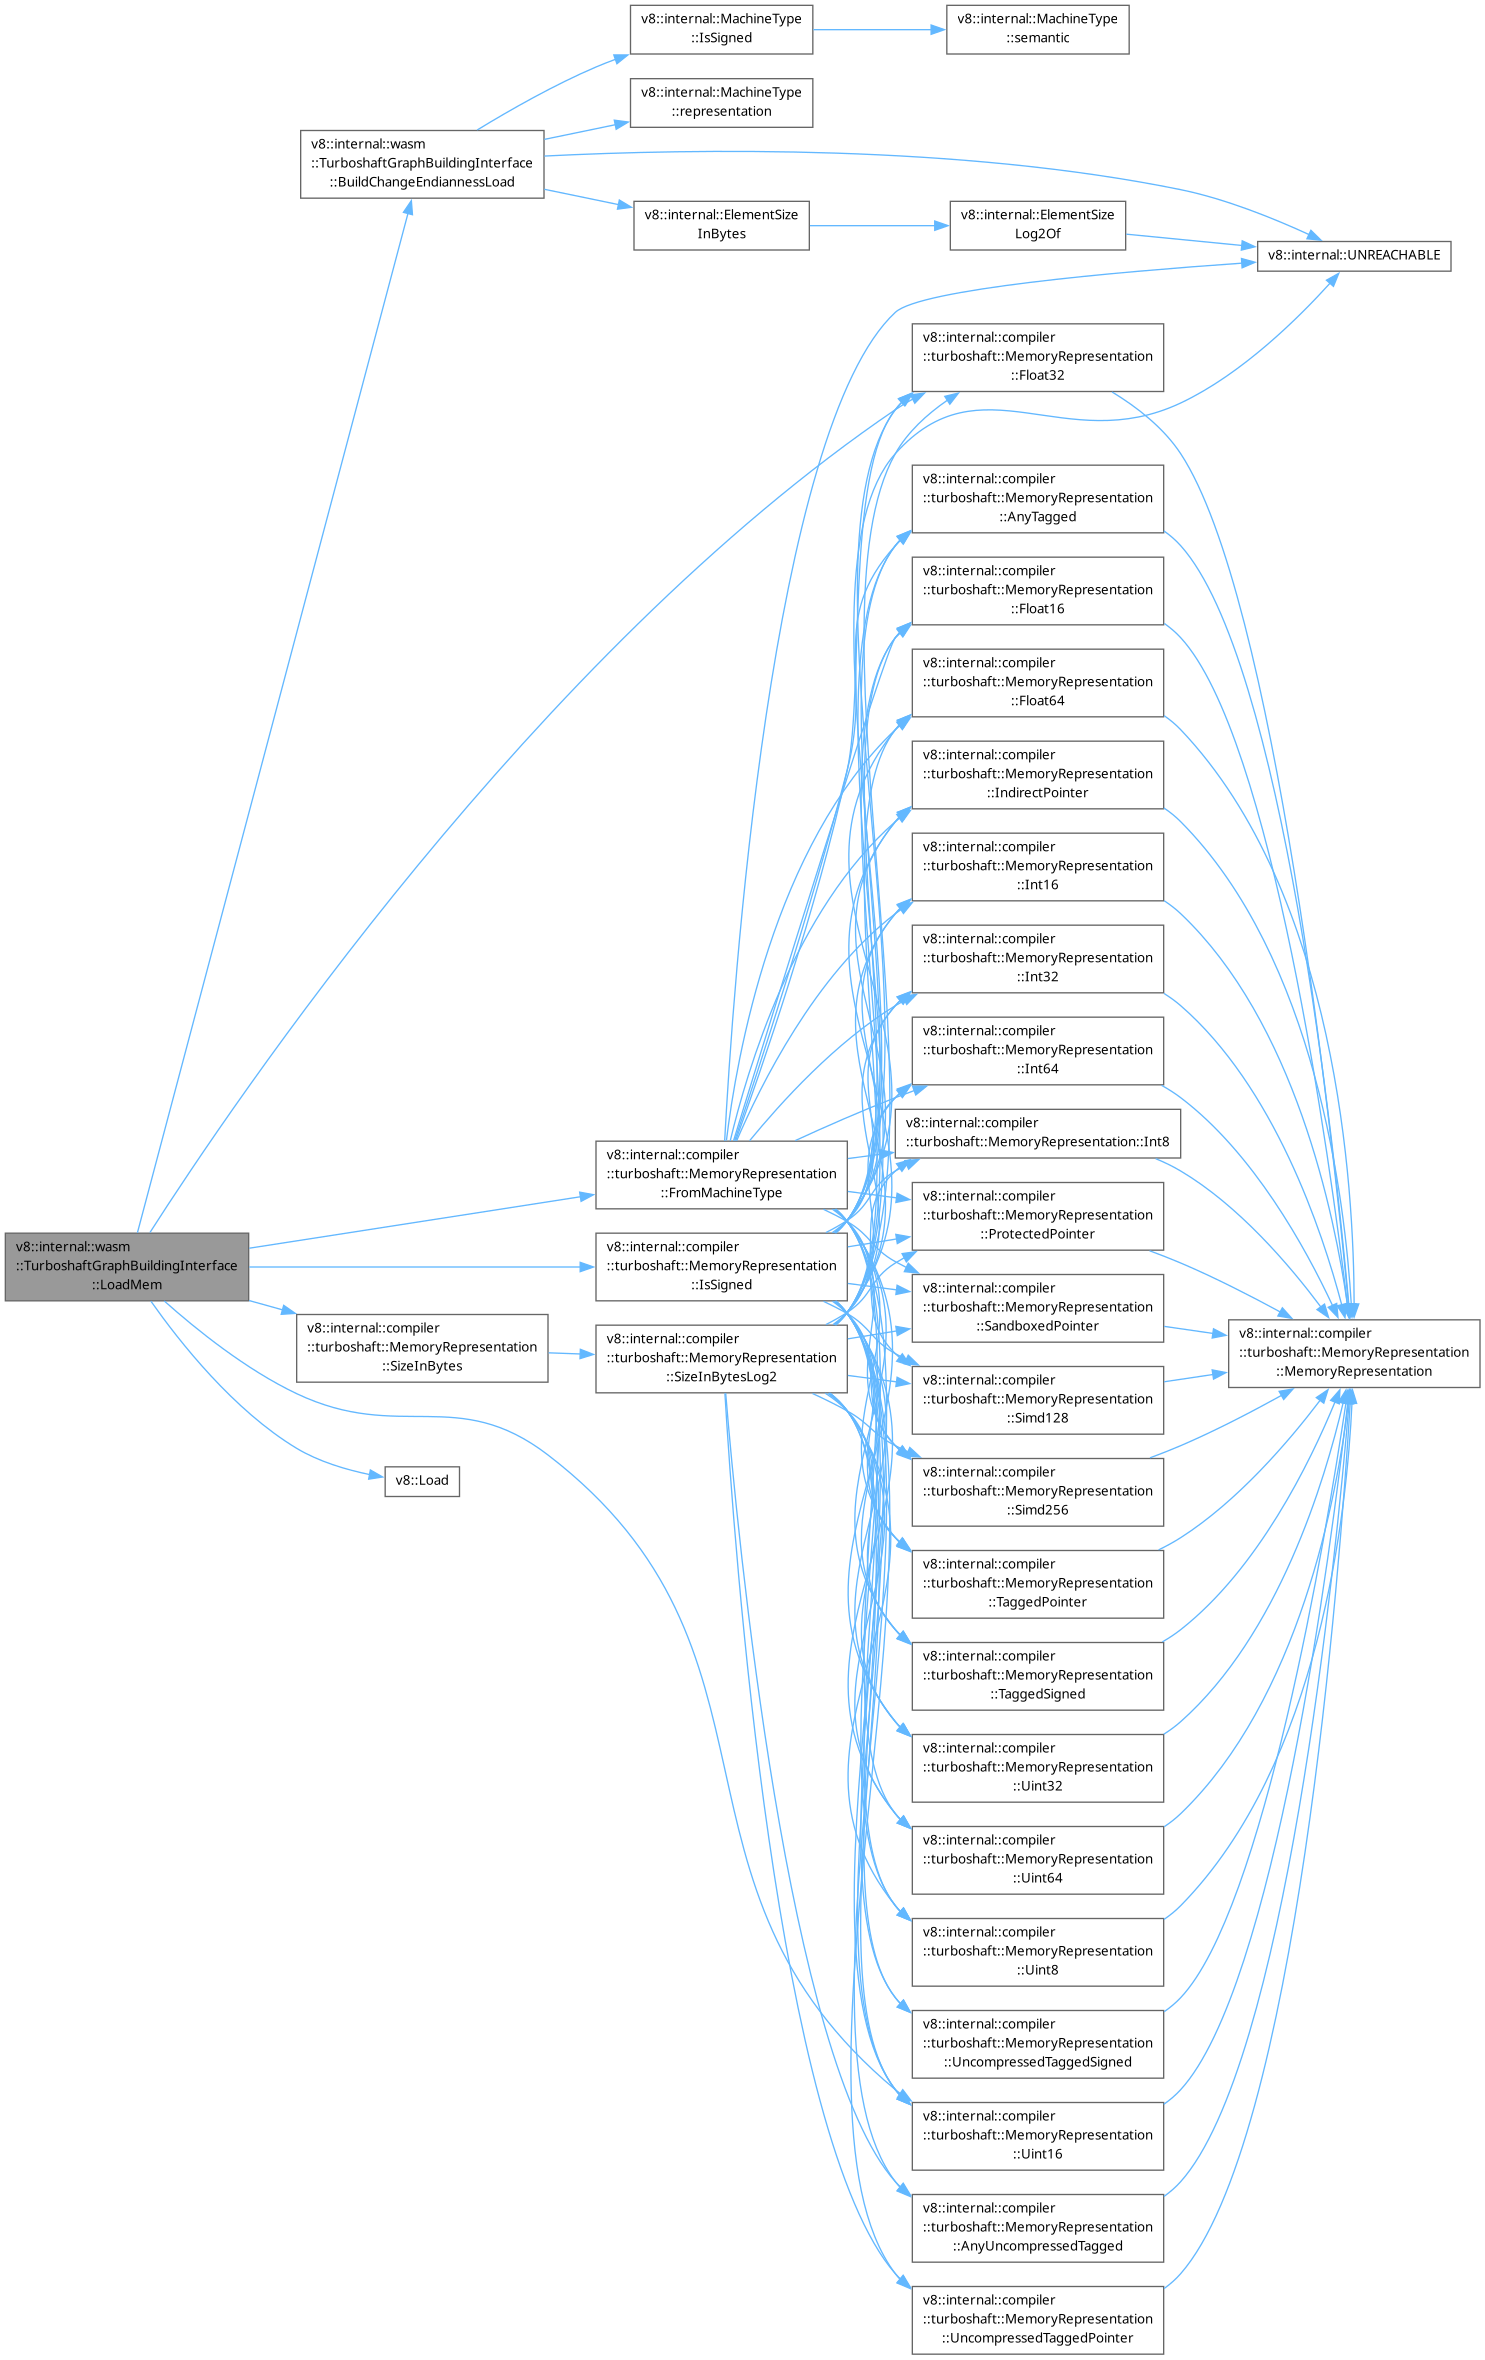 v8::internal::MachineType
::IsSigned
v8::internal::MachineType
::semantic
v8::internal::MachineType
::representation
v8::internal::wasm
::TurboshaftGraphBuildingInterface
::BuildChangeEndiannessLoad
v8::internal::ElementSize
InBytes
v8::internal::ElementSize
Log2Of
v8::internal::UNREACHABLE
v8::internal::compiler
::turboshaft::MemoryRepresentation
::Float32
v8::internal::compiler
::turboshaft::MemoryRepresentation
::AnyTagged
v8::internal::compiler
::turboshaft::MemoryRepresentation
::Float16
v8::internal::compiler
::turboshaft::MemoryRepresentation
::Float64
v8::internal::compiler
::turboshaft::MemoryRepresentation
::IndirectPointer
v8::internal::compiler
::turboshaft::MemoryRepresentation
::Int16
v8::internal::compiler
::turboshaft::MemoryRepresentation
::Int32
v8::internal::compiler
::turboshaft::MemoryRepresentation
::Int64
v8::internal::compiler
::turboshaft::MemoryRepresentation::Int8
v8::internal::compiler
::turboshaft::MemoryRepresentation
::FromMachineType
v8::internal::compiler
::turboshaft::MemoryRepresentation
::ProtectedPointer
v8::internal::wasm
::TurboshaftGraphBuildingInterface
::LoadMem
v8::internal::compiler
::turboshaft::MemoryRepresentation
::IsSigned
v8::internal::compiler
::turboshaft::MemoryRepresentation
::SandboxedPointer
v8::internal::compiler
::turboshaft::MemoryRepresentation
::SizeInBytes
v8::internal::compiler
::turboshaft::MemoryRepresentation
::SizeInBytesLog2
v8::internal::compiler
::turboshaft::MemoryRepresentation
::MemoryRepresentation
v8::internal::compiler
::turboshaft::MemoryRepresentation
::Simd128
v8::Load
v8::internal::compiler
::turboshaft::MemoryRepresentation
::Simd256
v8::internal::compiler
::turboshaft::MemoryRepresentation
::TaggedPointer
v8::internal::compiler
::turboshaft::MemoryRepresentation
::TaggedSigned
v8::internal::compiler
::turboshaft::MemoryRepresentation
::Uint32
v8::internal::compiler
::turboshaft::MemoryRepresentation
::Uint64
v8::internal::compiler
::turboshaft::MemoryRepresentation
::Uint8
v8::internal::compiler
::turboshaft::MemoryRepresentation
::UncompressedTaggedSigned
v8::internal::compiler
::turboshaft::MemoryRepresentation
::Uint16
v8::internal::compiler
::turboshaft::MemoryRepresentation
::AnyUncompressedTagged
v8::internal::compiler
::turboshaft::MemoryRepresentation
::UncompressedTaggedPointer